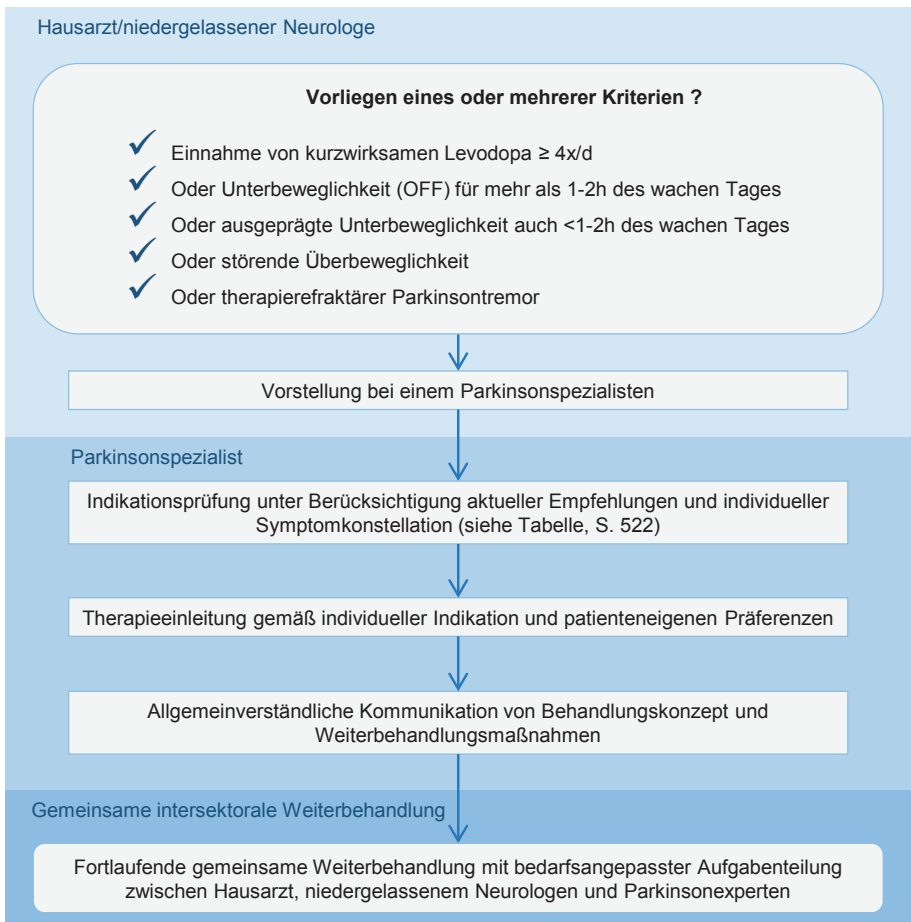 Hausarzt/niedergelassener Neurologe
Vorliegen eines oder mehrerer Kriterien ?
Einnahme von kurzwirksamen Levodopa ≥ 4x/d
Oder Unterbeweglichkeit (OFF) für mehr als 1-2h des wachen Tages
Oder ausgeprägte Unterbeweglichkeit auch <1-2h des wachen Tages
Oder störende Überbeweglichkeit
Oder therapierefraktärer Parkinsontremor
Vorstellung bei einem Parkinsonspezialisten
Parkinsonspezialist
Indikationsprüfung unter Berücksichtigung aktueller Empfehlungen und individueller
Symptomkonstellation (siehe Tabelle, S. 522)
Therapieeinleitung gemäß individueller Indikation und patienteneigenen Präferenzen
Allgemeinverständliche Kommunikation von Behandlungskonzept und
Weiterbehandlungsmaßnahmen
Gemeinsame intersektorale Weiterbehandlung
Fortlaufende gemeinsame Weiterbehandlung mit bedarfsangepasster Aufgabenteilung
zwischen Hausarzt, niedergelassenem Neurologen und Parkinsonexperten